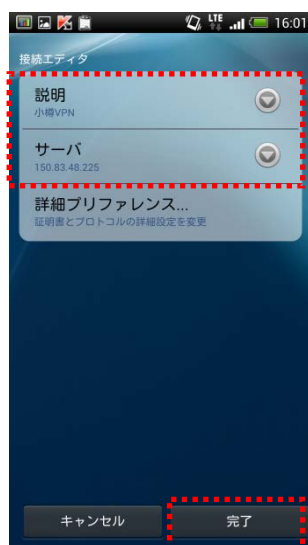 LTE 16:01
接続エディタ
説明
小樽VPN
サーバ
150.83.48.225
詳細プリファレンス...
証明書とプロトコルの詳細設定を変更
キャンセル 完了